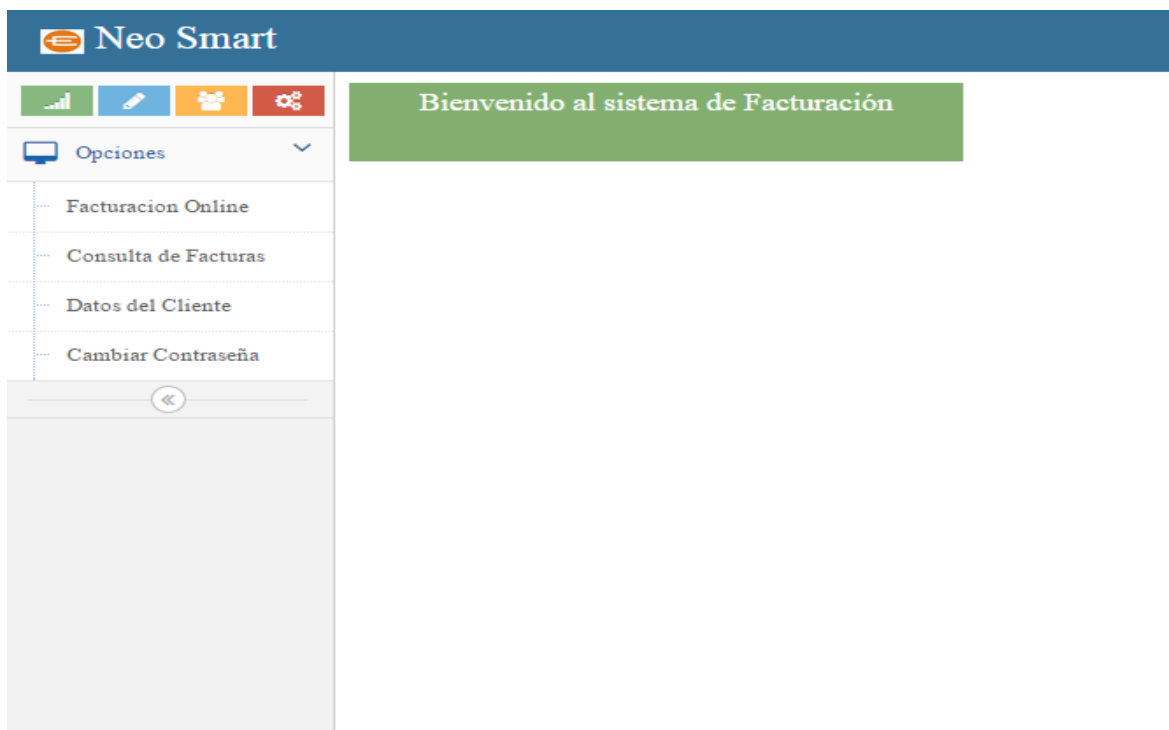 Neo Smart
Bienvenido al sistema de Facturación
Opciones
Facturacion Online
Consulta de Facturas
Datos del Cliente
Cambiar Contraseña